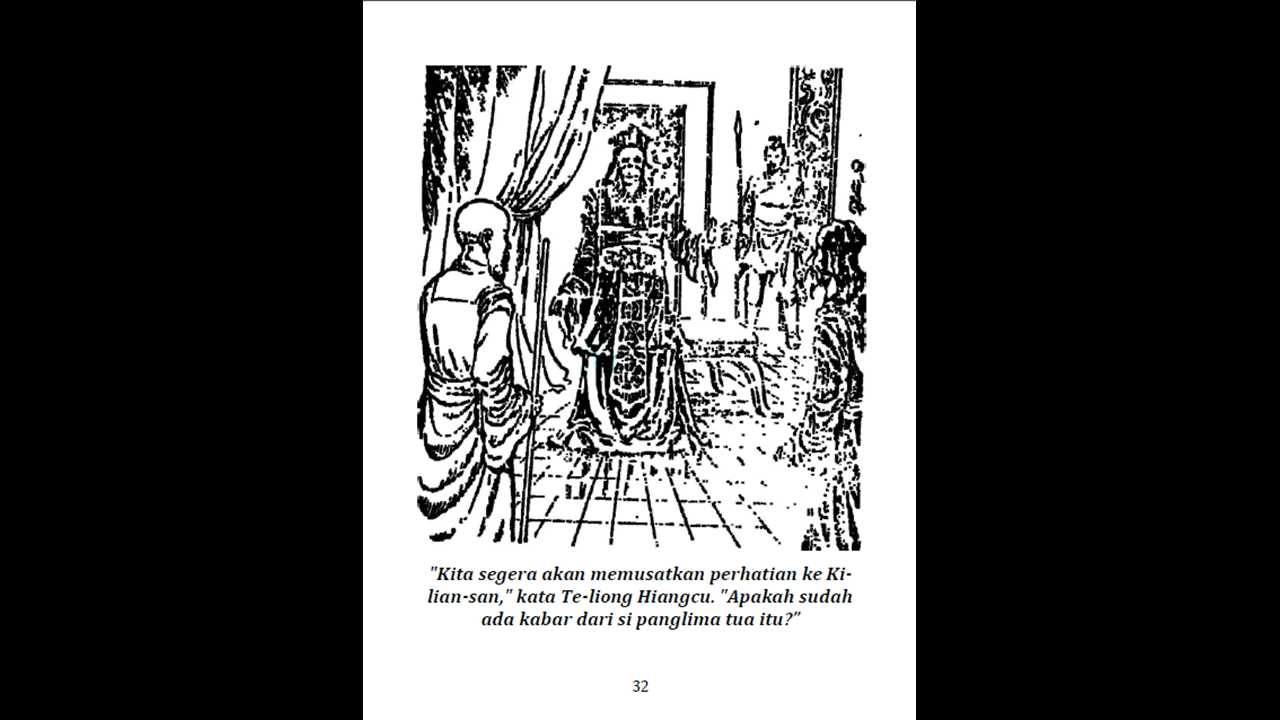 "Kita segera akan memusatkan perhatian ke Ki-
lian-san," kata Te-liong Hiangcu. "Apakah sudah
ada kabar dari si panglima tua itu?”
32